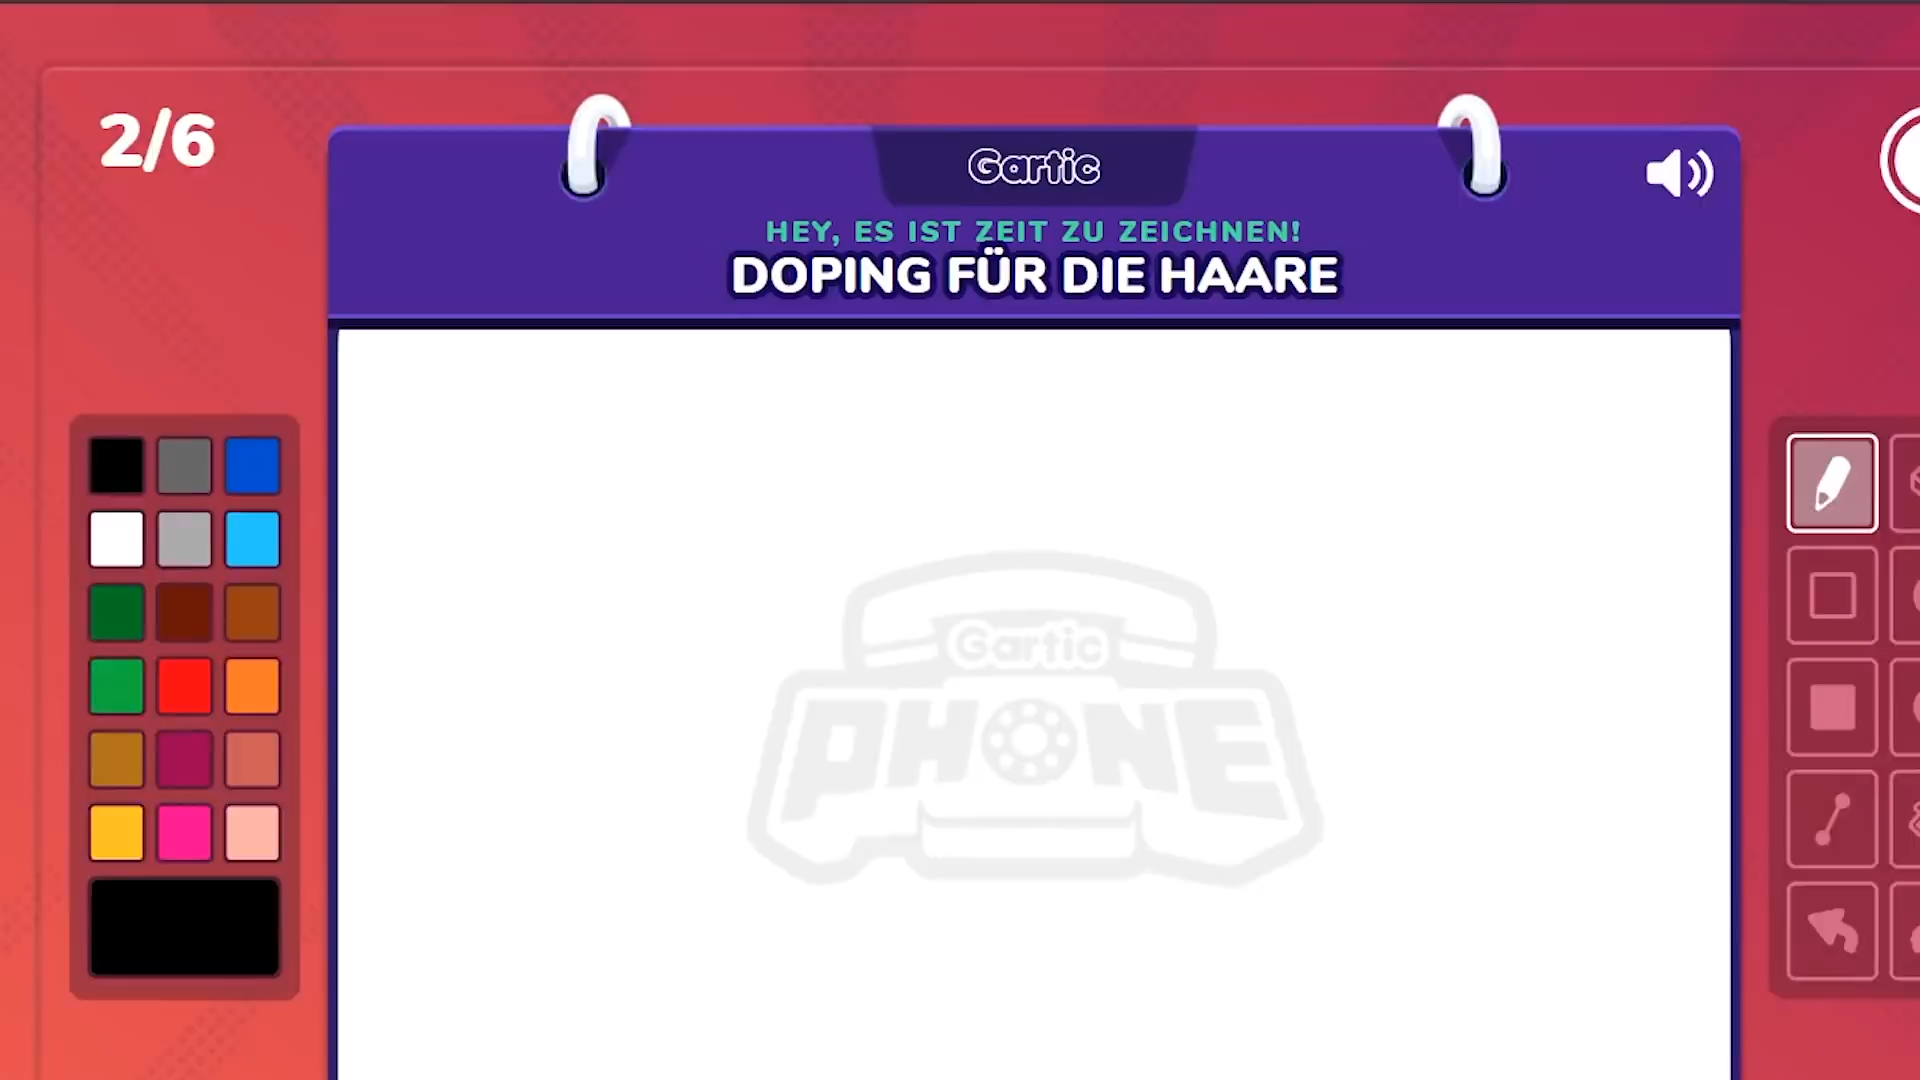 2/6
Gartic
HEY, ES IST ZEIT ZU ZEICHNEN!
DOPING FÜR DIE HAARE
Gartic
PHONE